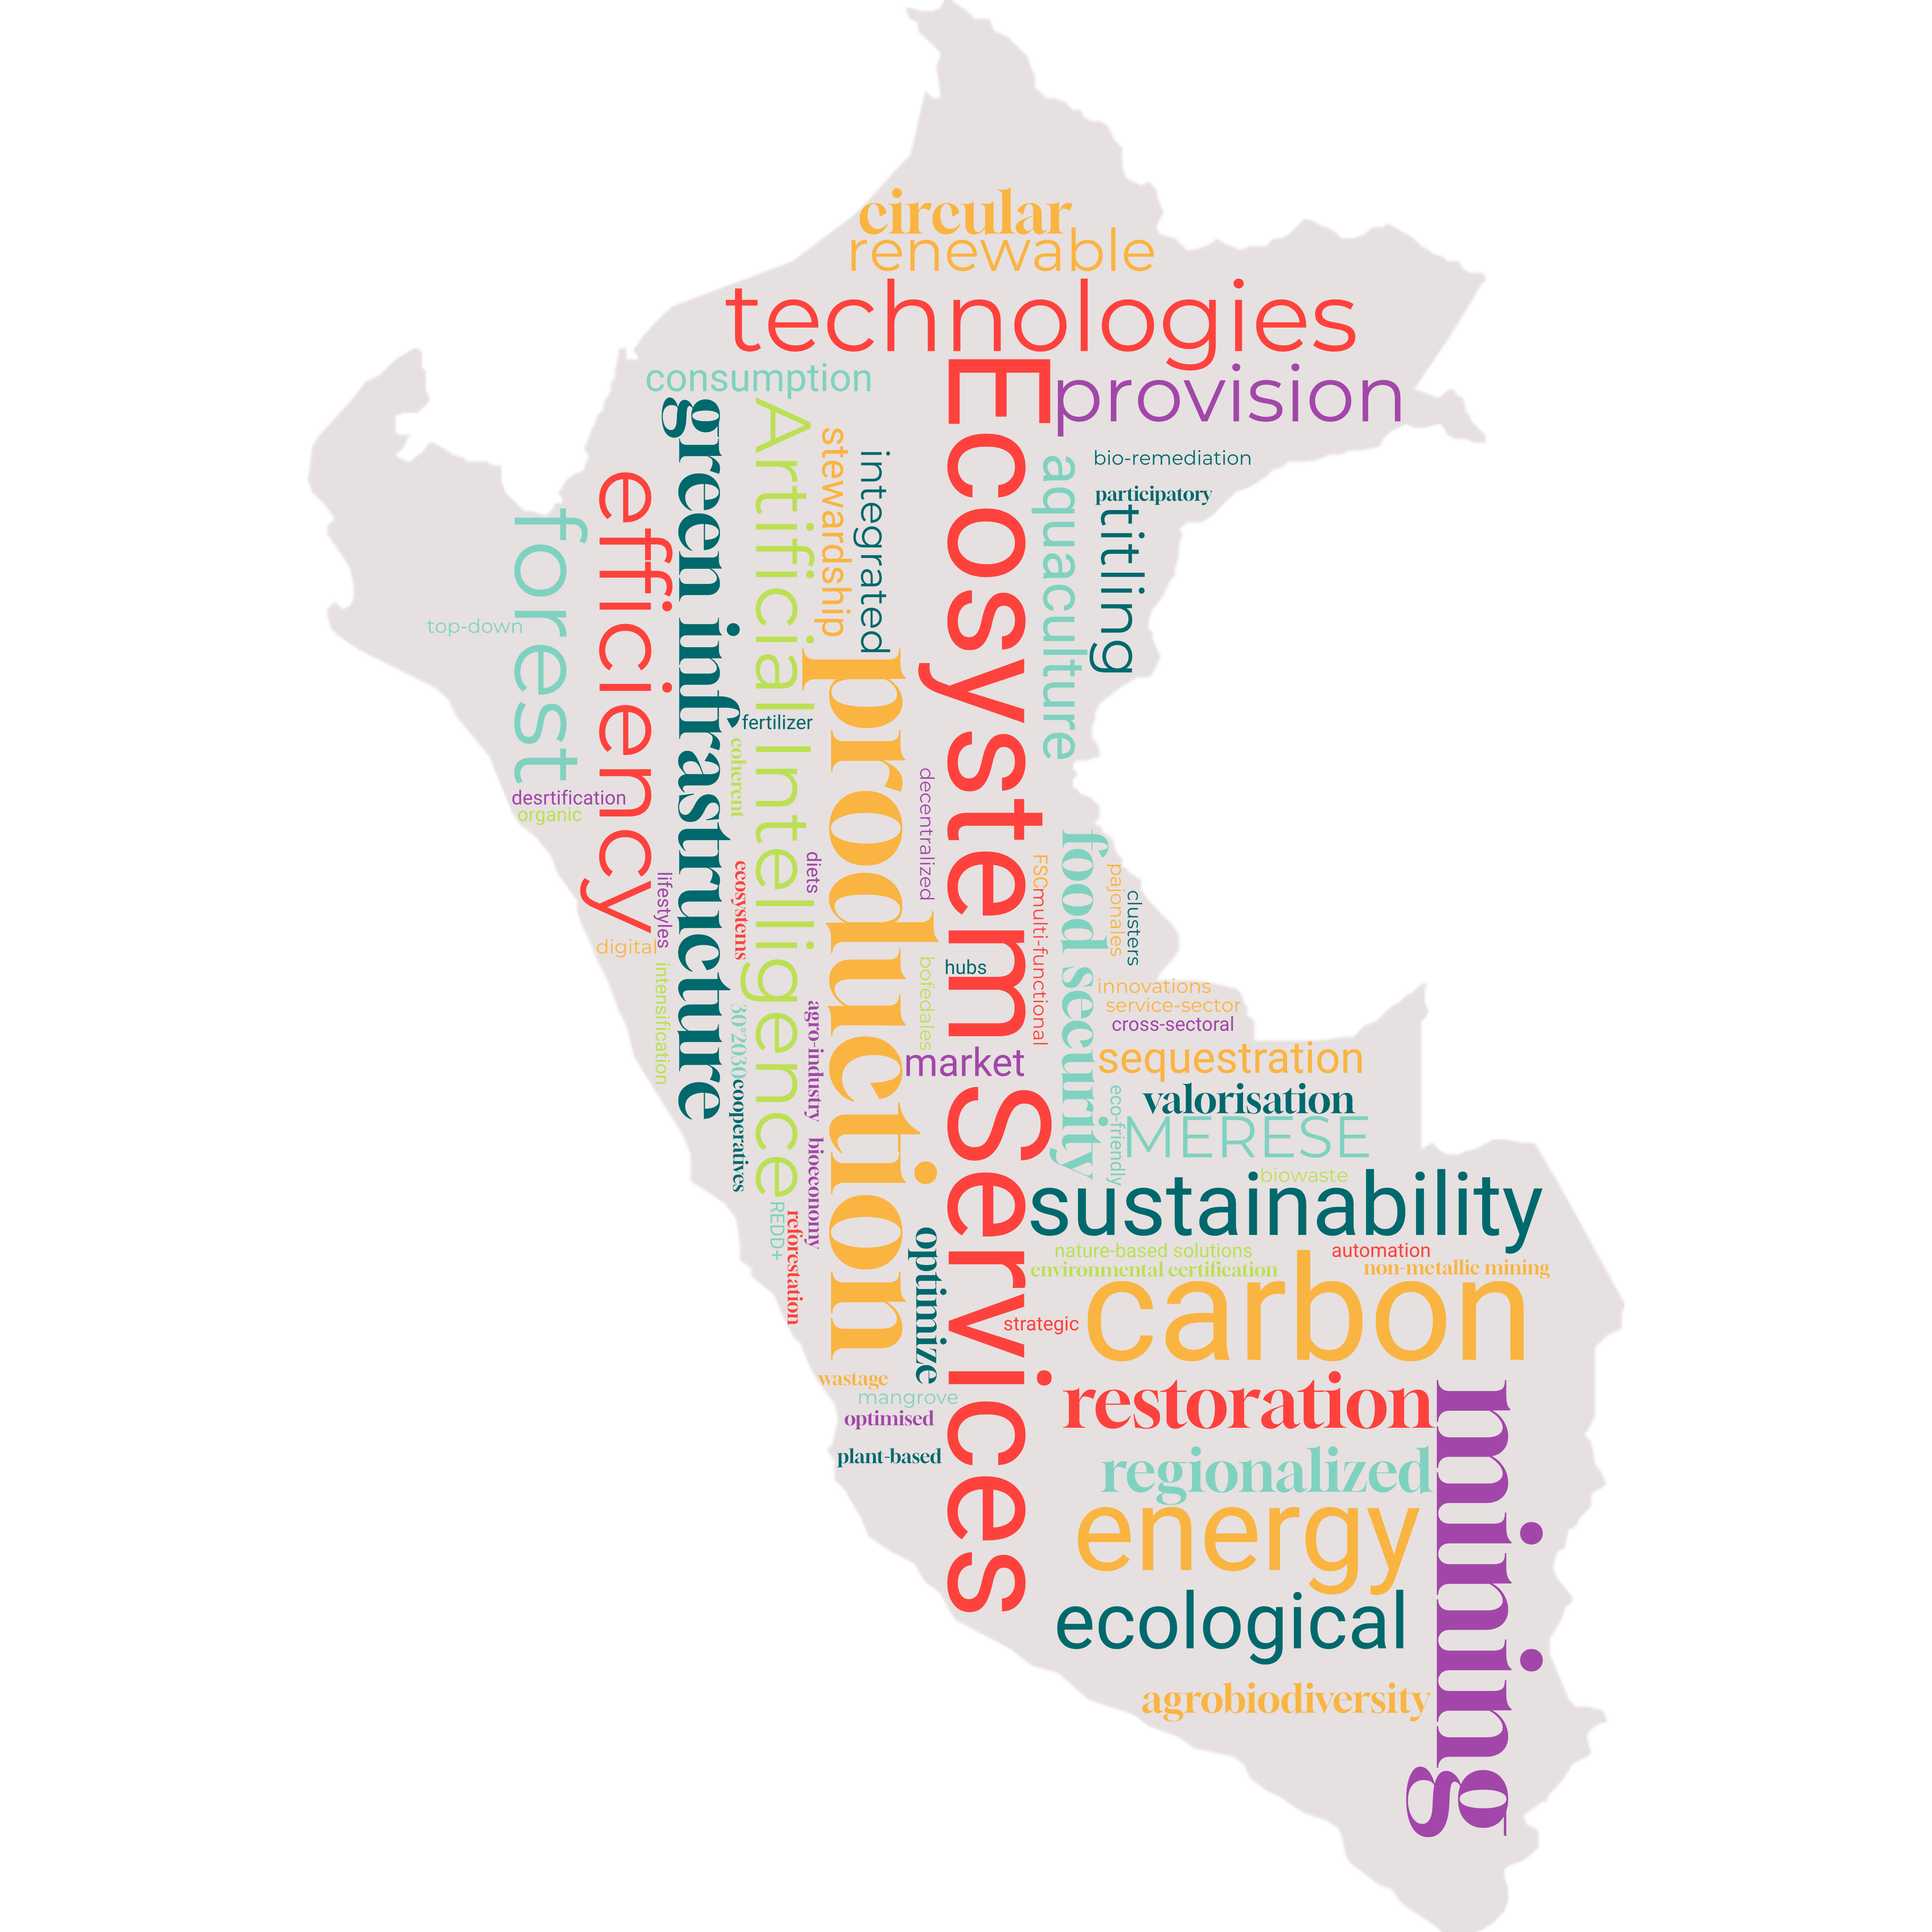 circular
renewable
technologies
consumption
provision
Ecosystem Services
green infrastructure
Artificial Intelligence
stewardship
integrated
aquaculture
bio-remediation
participatory
titling
efficiency
forest
top-down
production
fertilizer
coherent
decentralized
desrtification
organic
food security
FSC
multi-functional
pajonales
clusters
diets
ecosystems
lifestyles
digital
intensification
bofedales
hubs
innovations
service-sector
cross-sectoral
30*2030
agro-industry
market
sequestration
cooperatives
valorisation
eco-friendly
MERESE
bioeconomy
biowaste
sustainability
REDD+
reforestation
optimize
nature-based solutions
automation
environmental certification
non-metallic mining
carbon
strategic
wastage
mangrove
optimised
restoration
mining
plant-based
regionalized
energy
ecological
agrobiodiversity